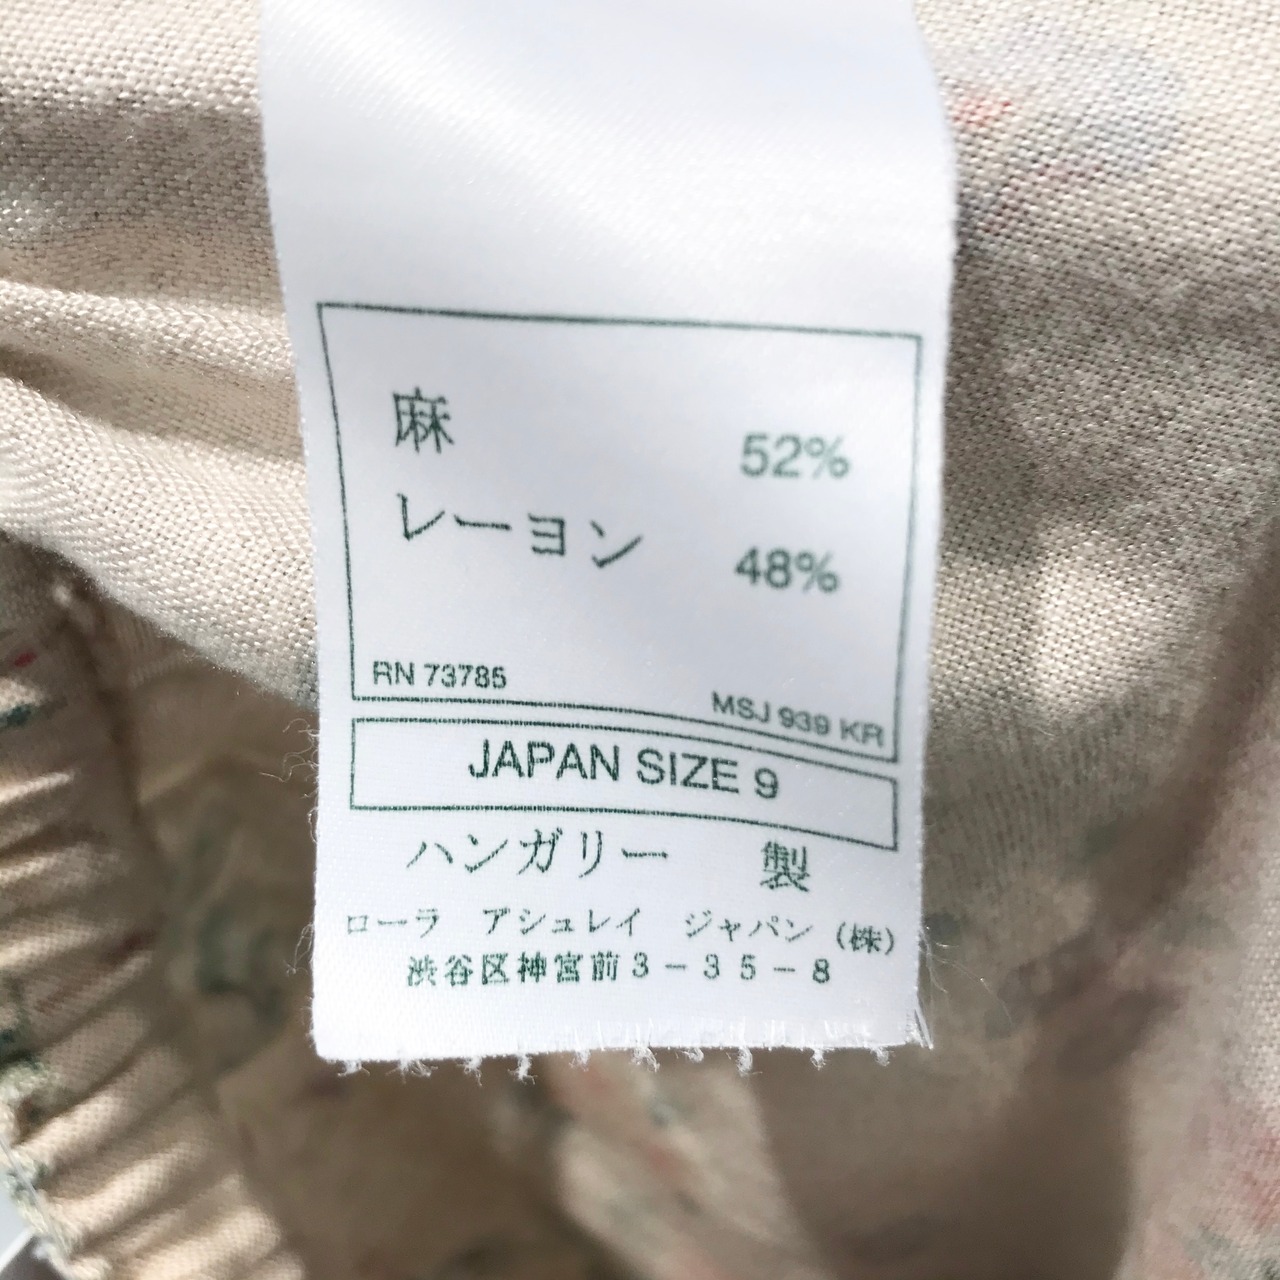 麻 52%
レーヨン 48%
RN 73785 MSJ 939 KR
JAPAN SIZE 9
ハンガリー 製
ローラ アシュレイ ジャパン (株)
渋谷区神宮前3-35-8